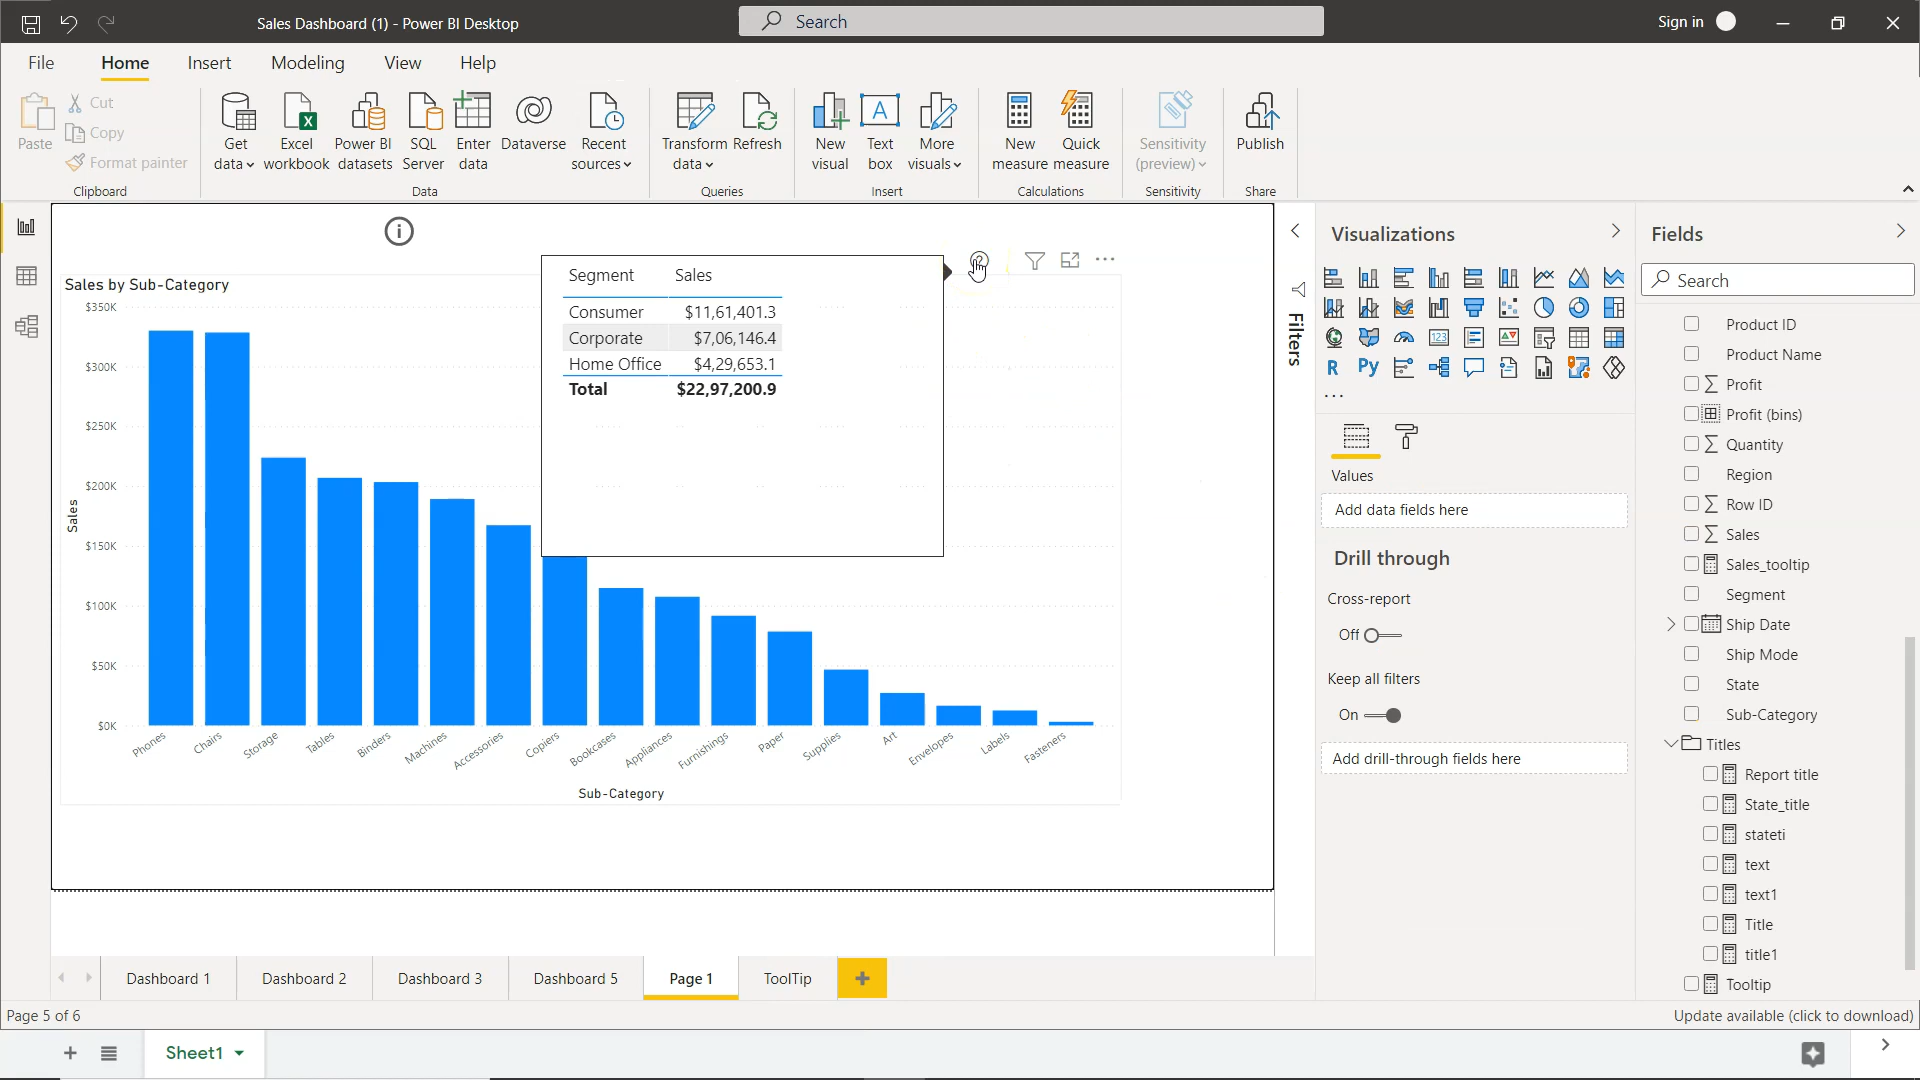 Sales Dashboard (1) - Power BI Desktop
Search
Sign in
File
Home
Insert
Modeling
View
Help
Paste
Cut
Copy
Format painter
Clipboard
Get data
Excel workbook
Power BI datasets
SQL Server
Enter data
Dataverse
Recent sources
Data
Transform data
Refresh
Queries
New visual
A
Text box
More visuals
Insert
New measure
Quick measure
Calculations
Sensitivity (preview)
Sensitivity
Publish
Share
Sales by Sub-Category
$350K
$300K
$250K
$200K
$150K
$100K
$50K
$0K
Sales
Segment Sales
Consumer $11,61,401.3
Corporate $7,06,146.4
Home Office $4,29,653.1
Total $22,97,200.9
Phones
Chairs
Storage
Tables
Binders
Machines
Accessories
Copiers
Bookcases
Appliances
Furnishings
Paper
Supplies
Art
Envelopes
Labels
Fasteners
Sub-Category
Filters
Visualizations
123
R
Py
Values
Add data fields here
Drill through
Cross-report
Off
Keep all filters
On
Add drill-through fields here
Fields
Search
Product ID
Product Name
Profit
Profit (bins)
Quantity
Region
Row ID
Sales
Sales_tooltip
Segment
Ship Date
Ship Mode
State
Sub-Category
Titles
Report title
State_title
stateti
text
text1
Title
title1
Tooltip
Dashboard 1
Dashboard 2
Dashboard 3
Dashboard 5
Page 1
ToolTip
Page 5 of 6
Update available (click to download)
Sheet1